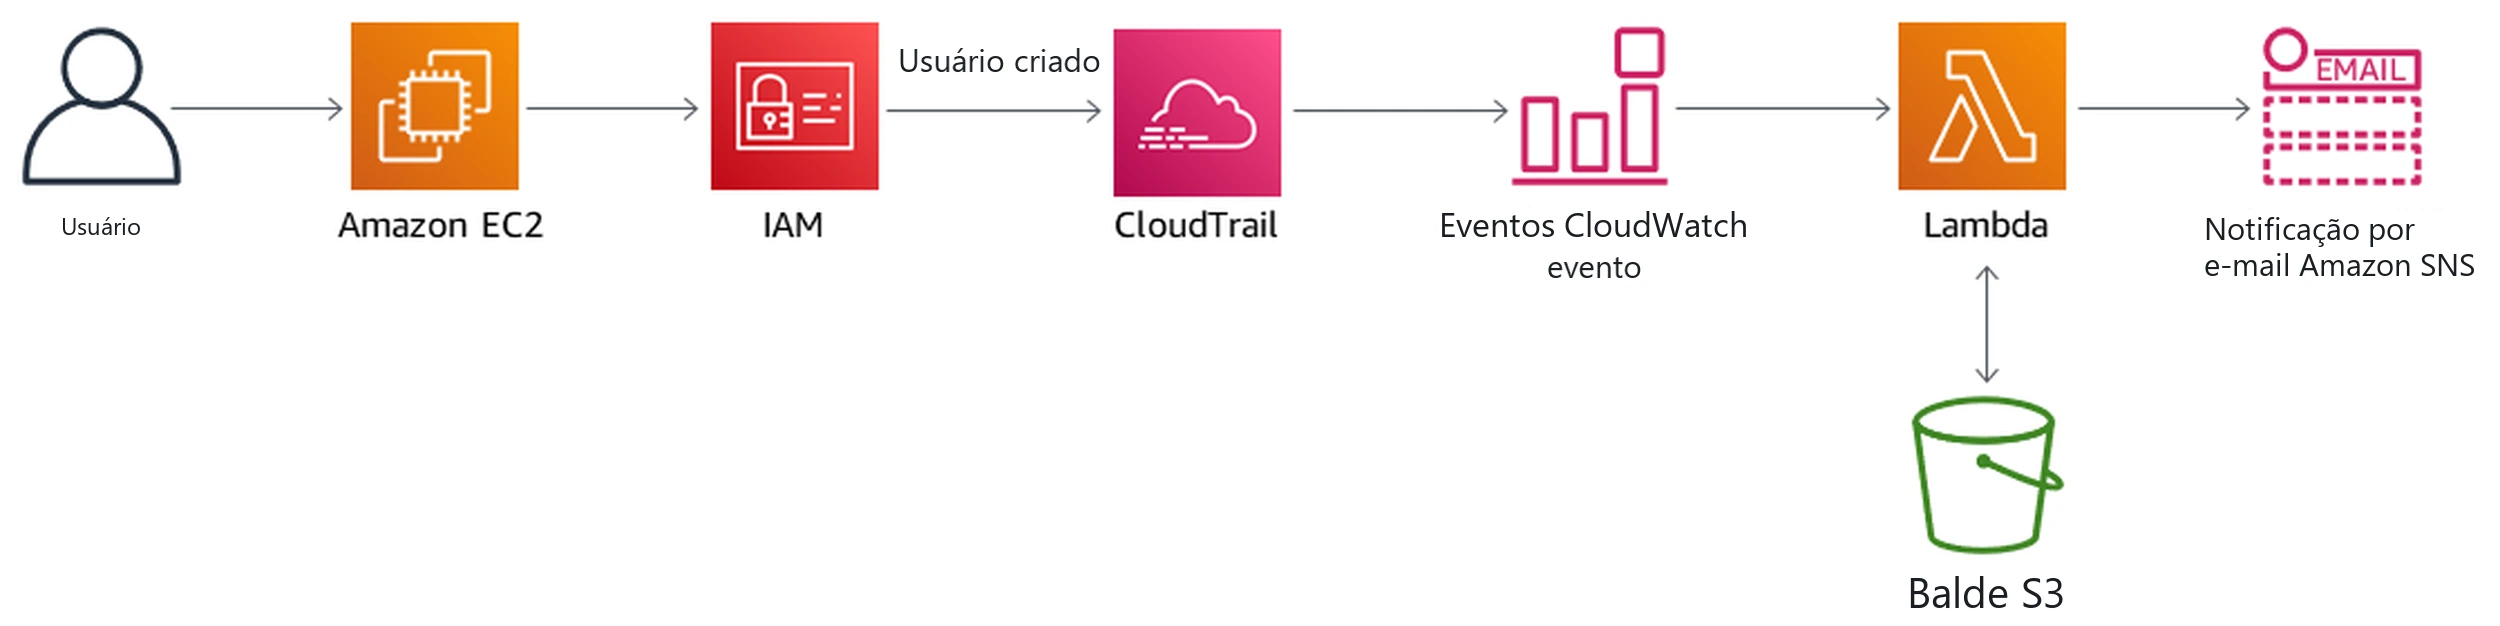 Usuário criado
EMAIL
Usuário
Amazon EC2
IAM
CloudTrail
Eventos CloudWatch
evento
Lambda
Notificação por
e-mail Amazon SNS
Balde S3